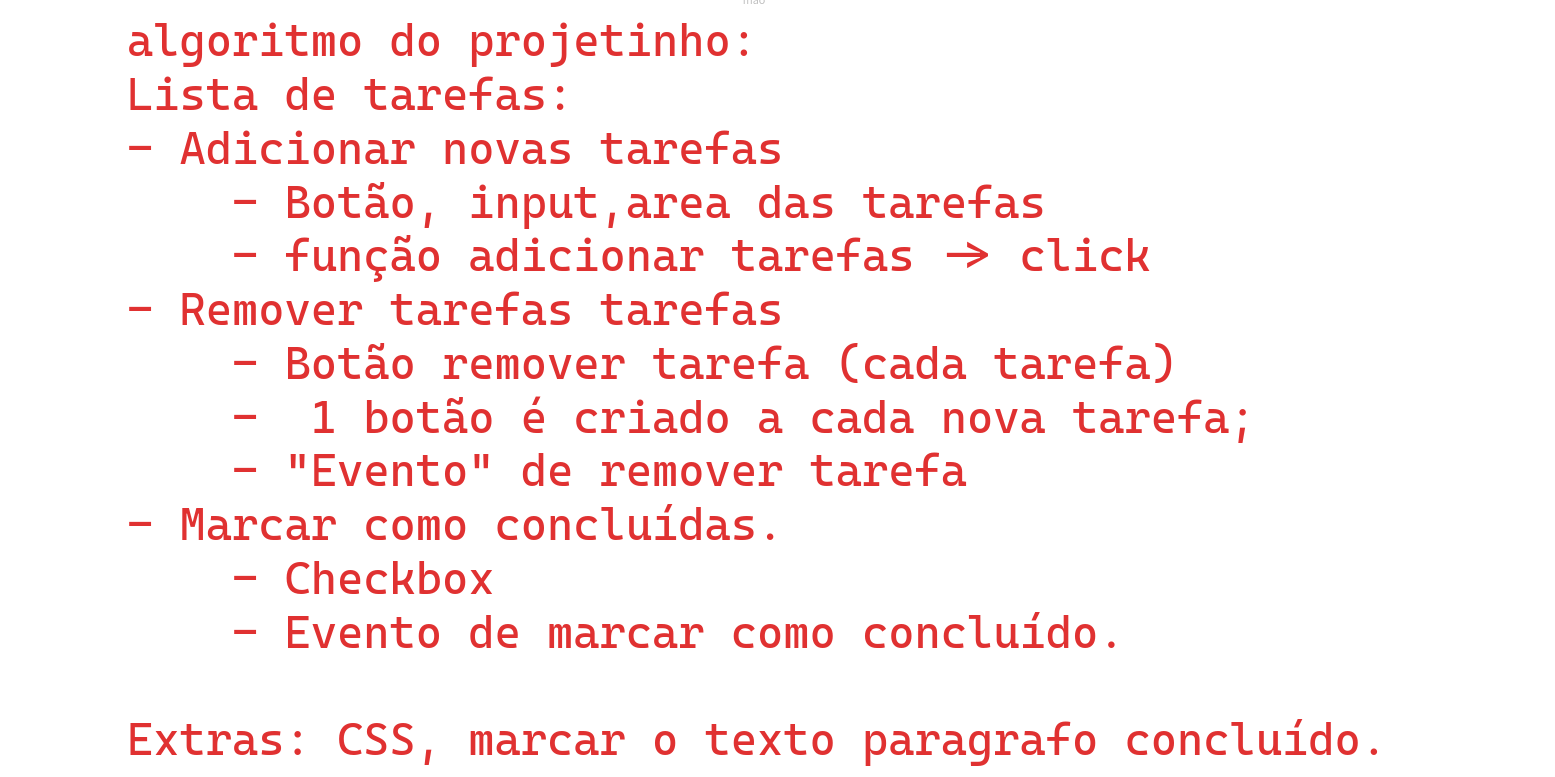 algoritmo do projetinho:
Lista de tarefas:
- Adicionar novas tarefas
- Botão, input,area das tarefas
- função adicionar tarefas -> click
- Remover tarefas tarefas
- Botão remover tarefa (cada tarefa)
- 1 botão é criado a cada nova tarefa;
- "Evento" de remover tarefa
- Marcar como concluídas.
- Checkbox
- Evento de marcar como concluído.
Extras: CSS, marcar o texto paragrafo concluído.